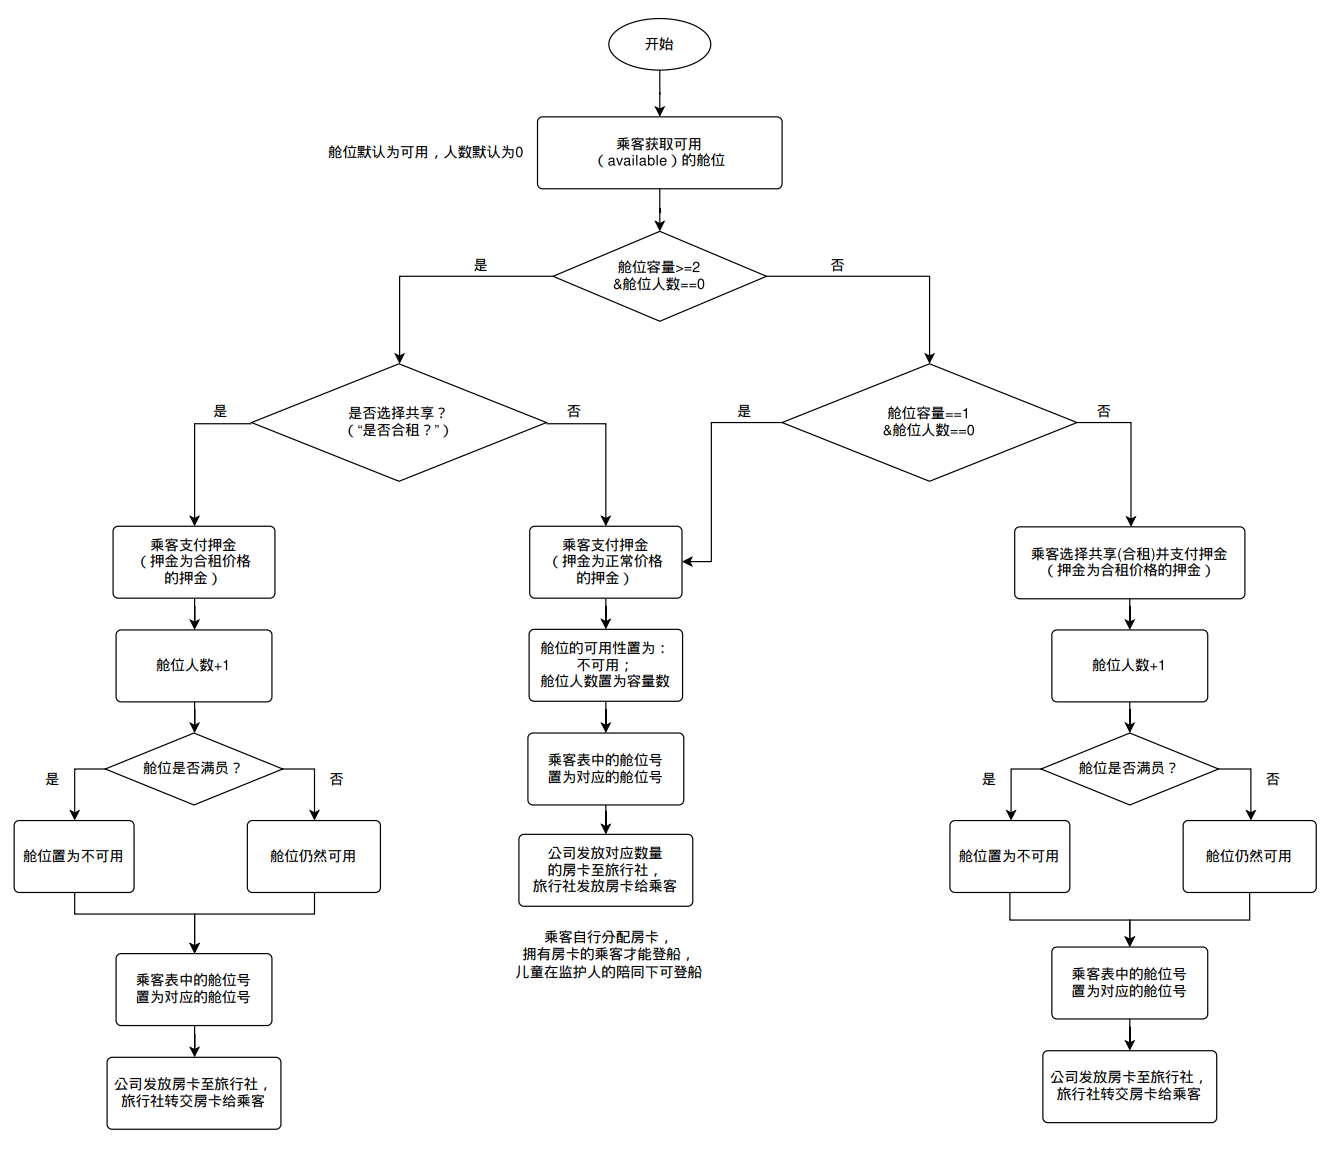 开始
舱位默认为可用，人数默认为0
乘客获取可用
（available）的舱位
是
舱位容量>=2
&舱位人数==0
否
是
是否选择共享？
（“是否合租？”）
否
是
舱位容量==1
&舱位人数==0
否
乘客支付押金
（押金为合租价格
的押金）
乘客支付押金
（押金为正常价格
的押金）
乘客选择共享(合租)并支付押金
（押金为合租价格的押金）
舱位人数+1
舱位的可用性置为：
不可用；
舱位人数置为容量数
舱位人数+1
是
舱位是否满员？
否
乘客表中的舱位号
置为对应的舱位号
是
舱位是否满员？
否
舱位置为不可用
舱位仍然可用
公司发放对应数量
的房卡至旅行社，
旅行社发放房卡给乘客
舱位置为不可用
舱位仍然可用
乘客自行分配房卡，
拥有房卡的乘客才能登船，
儿童在监护人的陪同下可登船
乘客表中的舱位号
置为对应的舱位号
乘客表中的舱位号
置为对应的舱位号
公司发放房卡至旅行社，
旅行社转交房卡给乘客
公司发放房卡至旅行社，
旅行社转交房卡给乘客